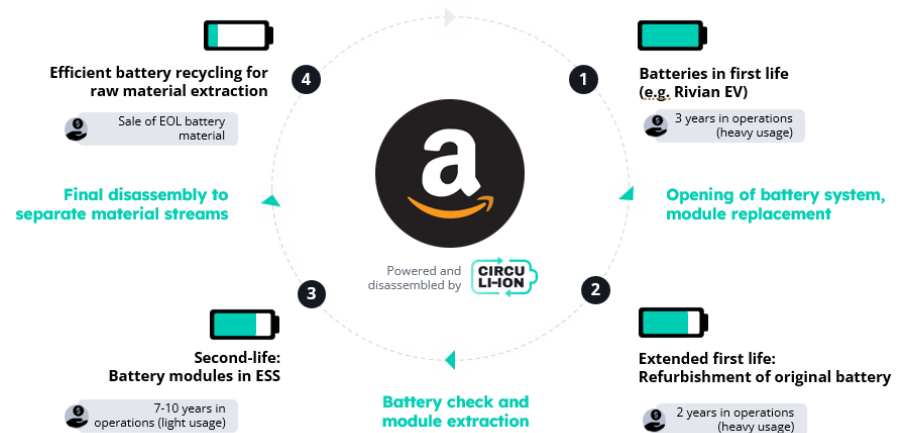 4
Efficient battery recycling for
raw material extraction
Sale of EOL battery
material
1
Batteries in first life
(e.g. Rivian EV)
3 years in operations
(heavy usage)
a
Final disassembly to
separate material streams
Opening of battery system,
module replacement
Powered and
disassembled by
CIRCU
LI-ION
3
Second-life:
Battery modules in ESS
7-10 years in
operations (light usage)
2
Extended first life:
Refurbishment of original battery
2 years in operations
(heavy usage)
Battery check and
module extraction